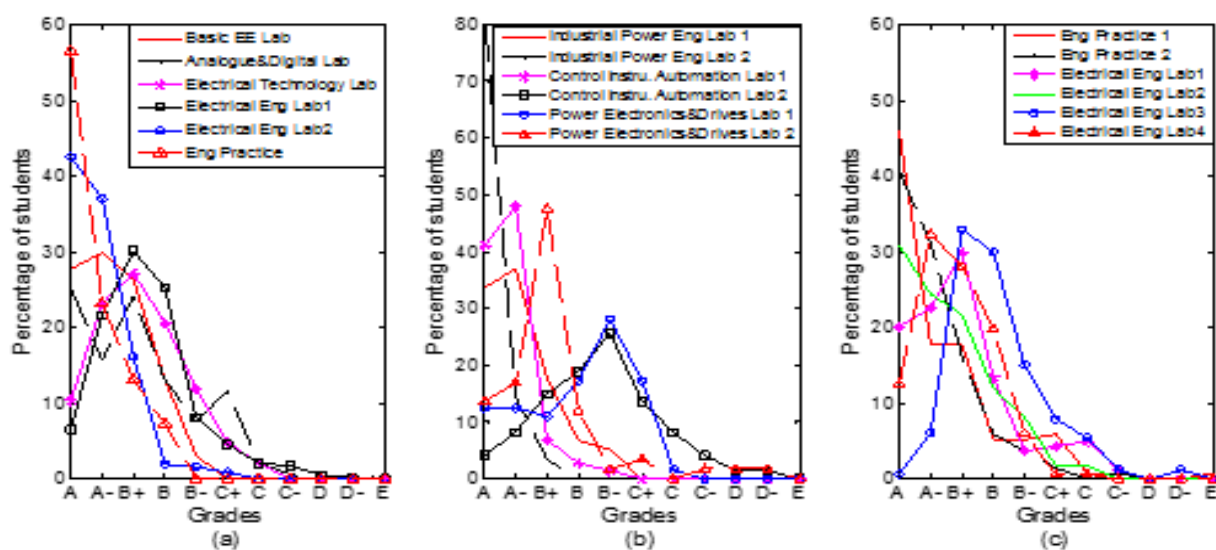 Percentage of students
60
50
40
30
20
10
0
Basic EE Lab
Analogue&Digital Lab
Electrical Technology Lab
Electrical Eng Lab1
Electrical Eng Lab2
Eng Practice
A A- B+ B B- C+ C C- D D- E
Grades
(a)
Percentage of students
80
70
60
50
40
30
20
10
0
Industrial Power Eng Lab 1
Industrial Power Eng Lab 2
Control Instru. Automation Lab 1
Control Instru. Automation Lab 2
Power Electronics&Drives Lab 1
Power Electronics&Drives Lab 2
A A- B+ B B- C+ C C- D D- E
Grades
(b)
Percentage of students
60
50
40
30
20
10
0
Eng Practice 1
Eng Practice 2
Electrical Eng Lab1
Electrical Eng Lab2
Electrical Eng Lab3
Electrical Eng Lab4
A A- B+ B B- C+ C C- D D- E
Grades
(c)